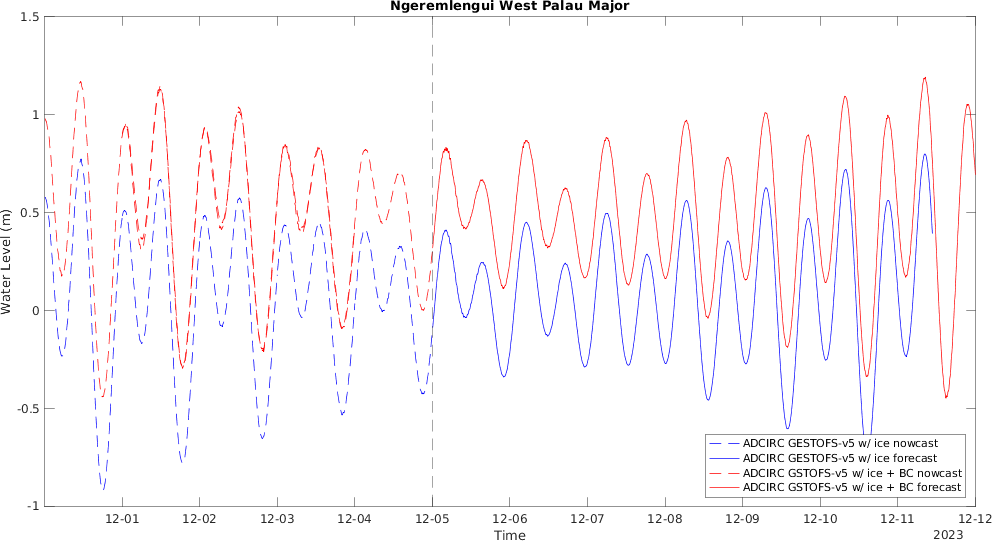 Ngeremlengui West Palau Major
1.5
1
0.5
0
-0.5
-1
Water Level (m)
12-01
12-02
12-03
12-04
12-05
12-06
12-07
12-08
12-09
12-10
12-11
12-12
Time
2023
ADCIRC GESTOFS-v5 w/ ice nowcast
ADCIRC GESTOFS-v5 w/ ice forecast
ADCIRC GSTOFS-v5 w/ ice + BC nowcast
ADCIRC GSTOFS-v5 w/ ice + BC forecast